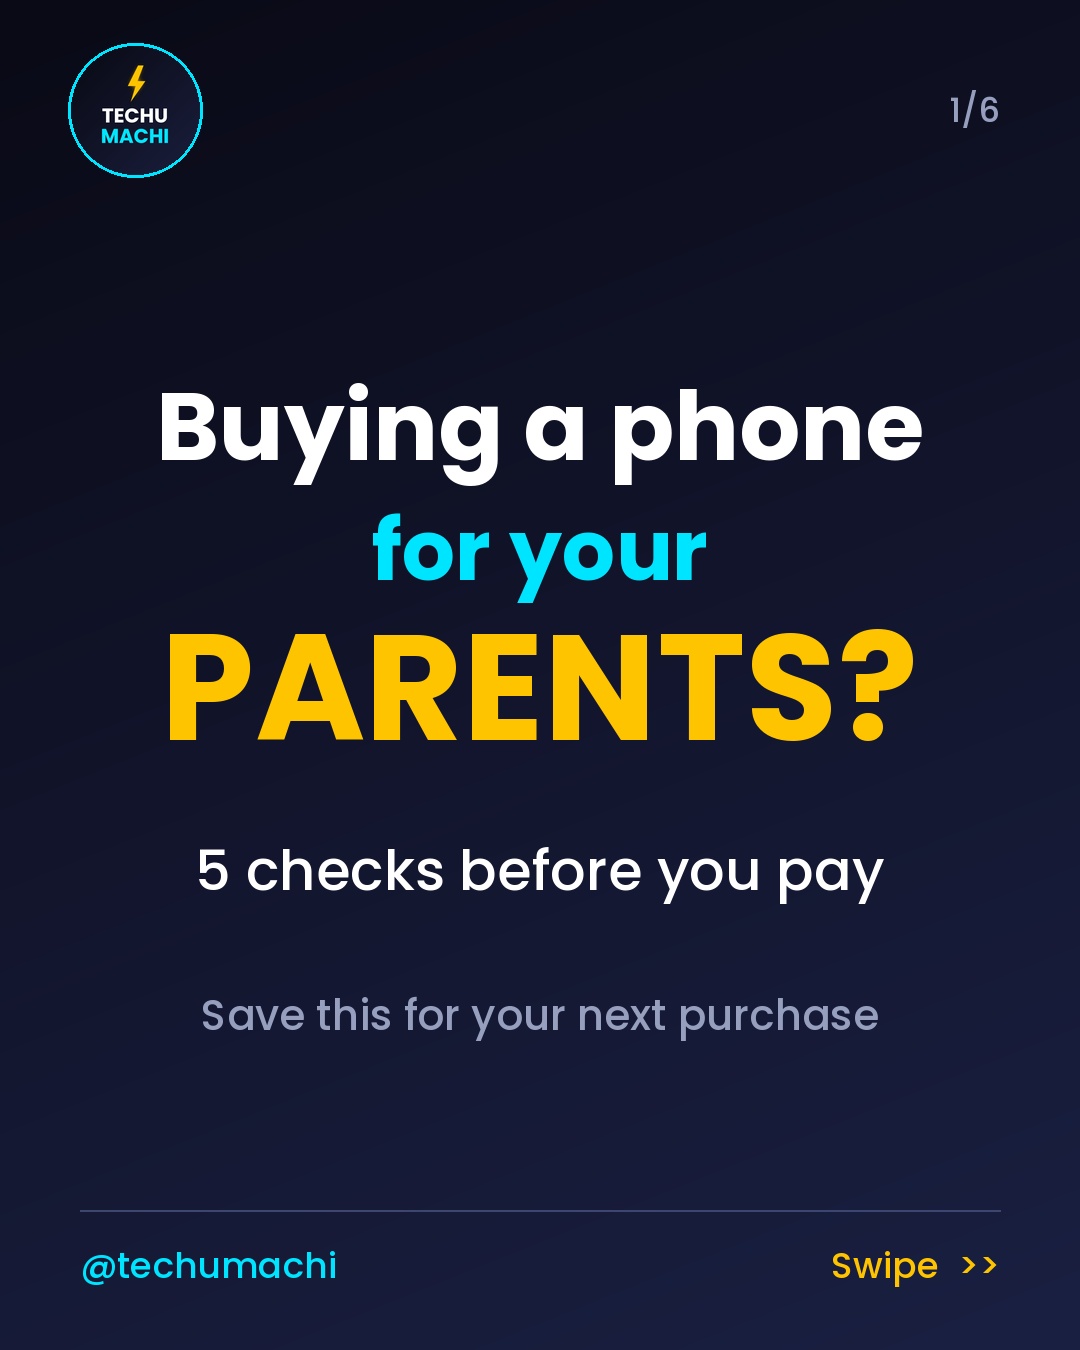 TECHU
MACHI
1/6
Buying a phone
for your
PARENTS?
5 checks before you pay
Save this for your next purchase
@techumachi
Swipe >>